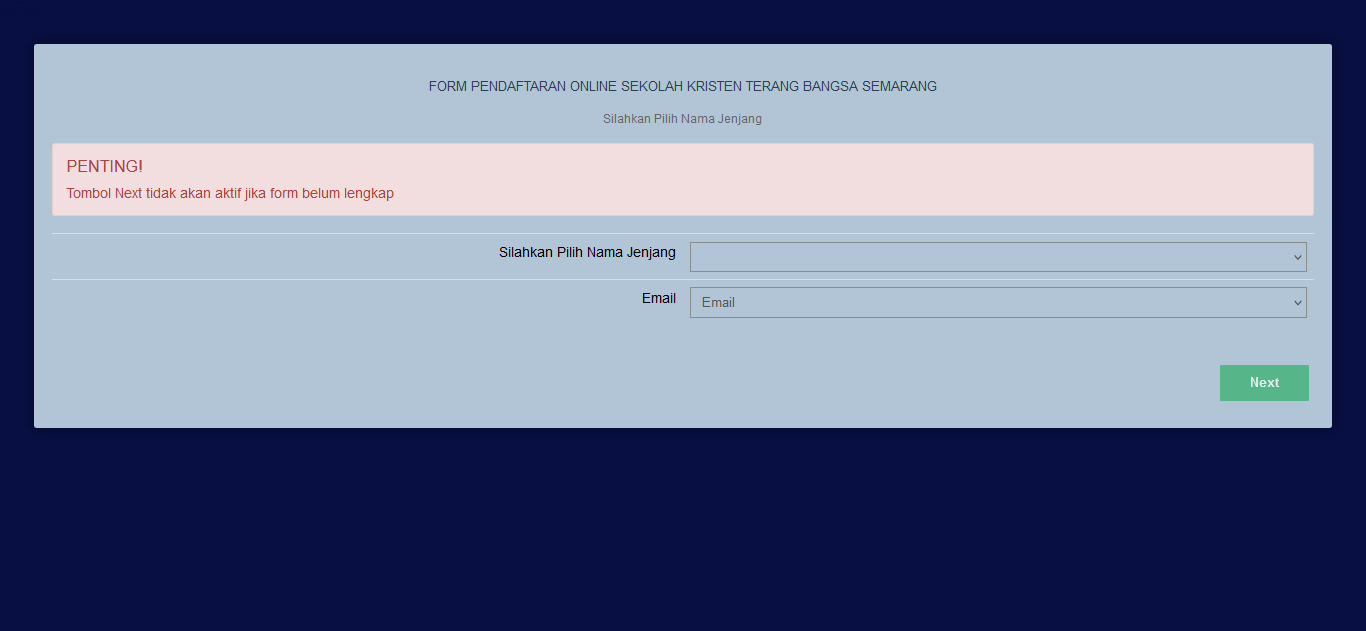 FORM PENDAFTARAN ONLINE SEKOLAH KRISTEN TERANG BANGSA SEMARANG
Silahkan Pilih Nama Jenjang
PENTING!
Tombol Next tidak akan aktif jika form belum lengkap
Silahkan Pilih Nama Jenjang
Email
Email
Next